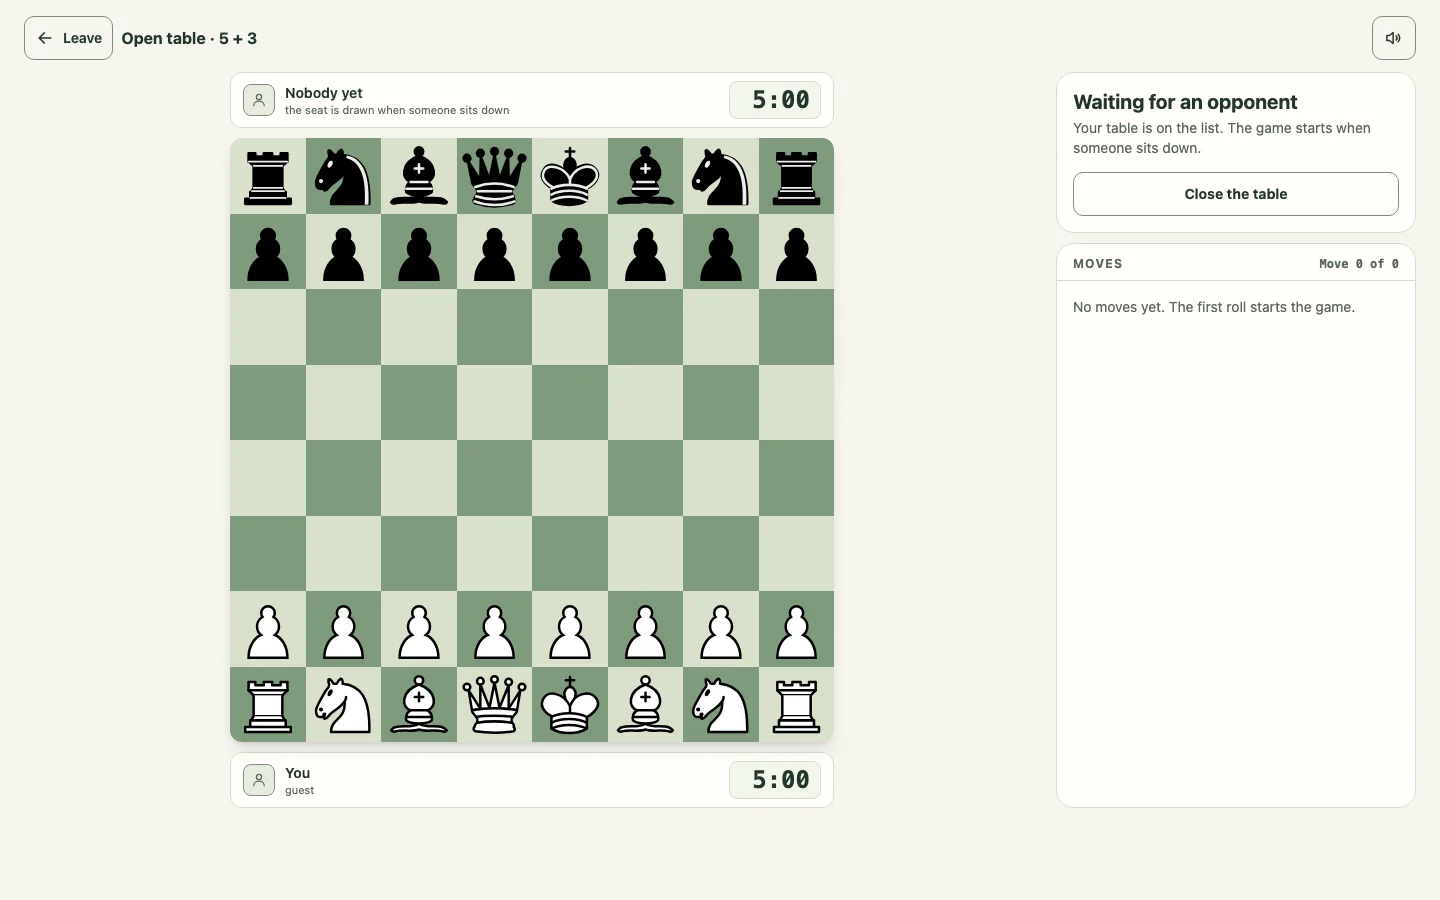 Leave
Open table · 5 + 3
Nobody yet
the seat is drawn when someone sits down
5:00
You
guest
5:00
Waiting for an opponent
Your table is on the list. The game starts when
someone sits down.
Close the table
MOVES
Move 0 of 0
No moves yet. The first roll starts the game.